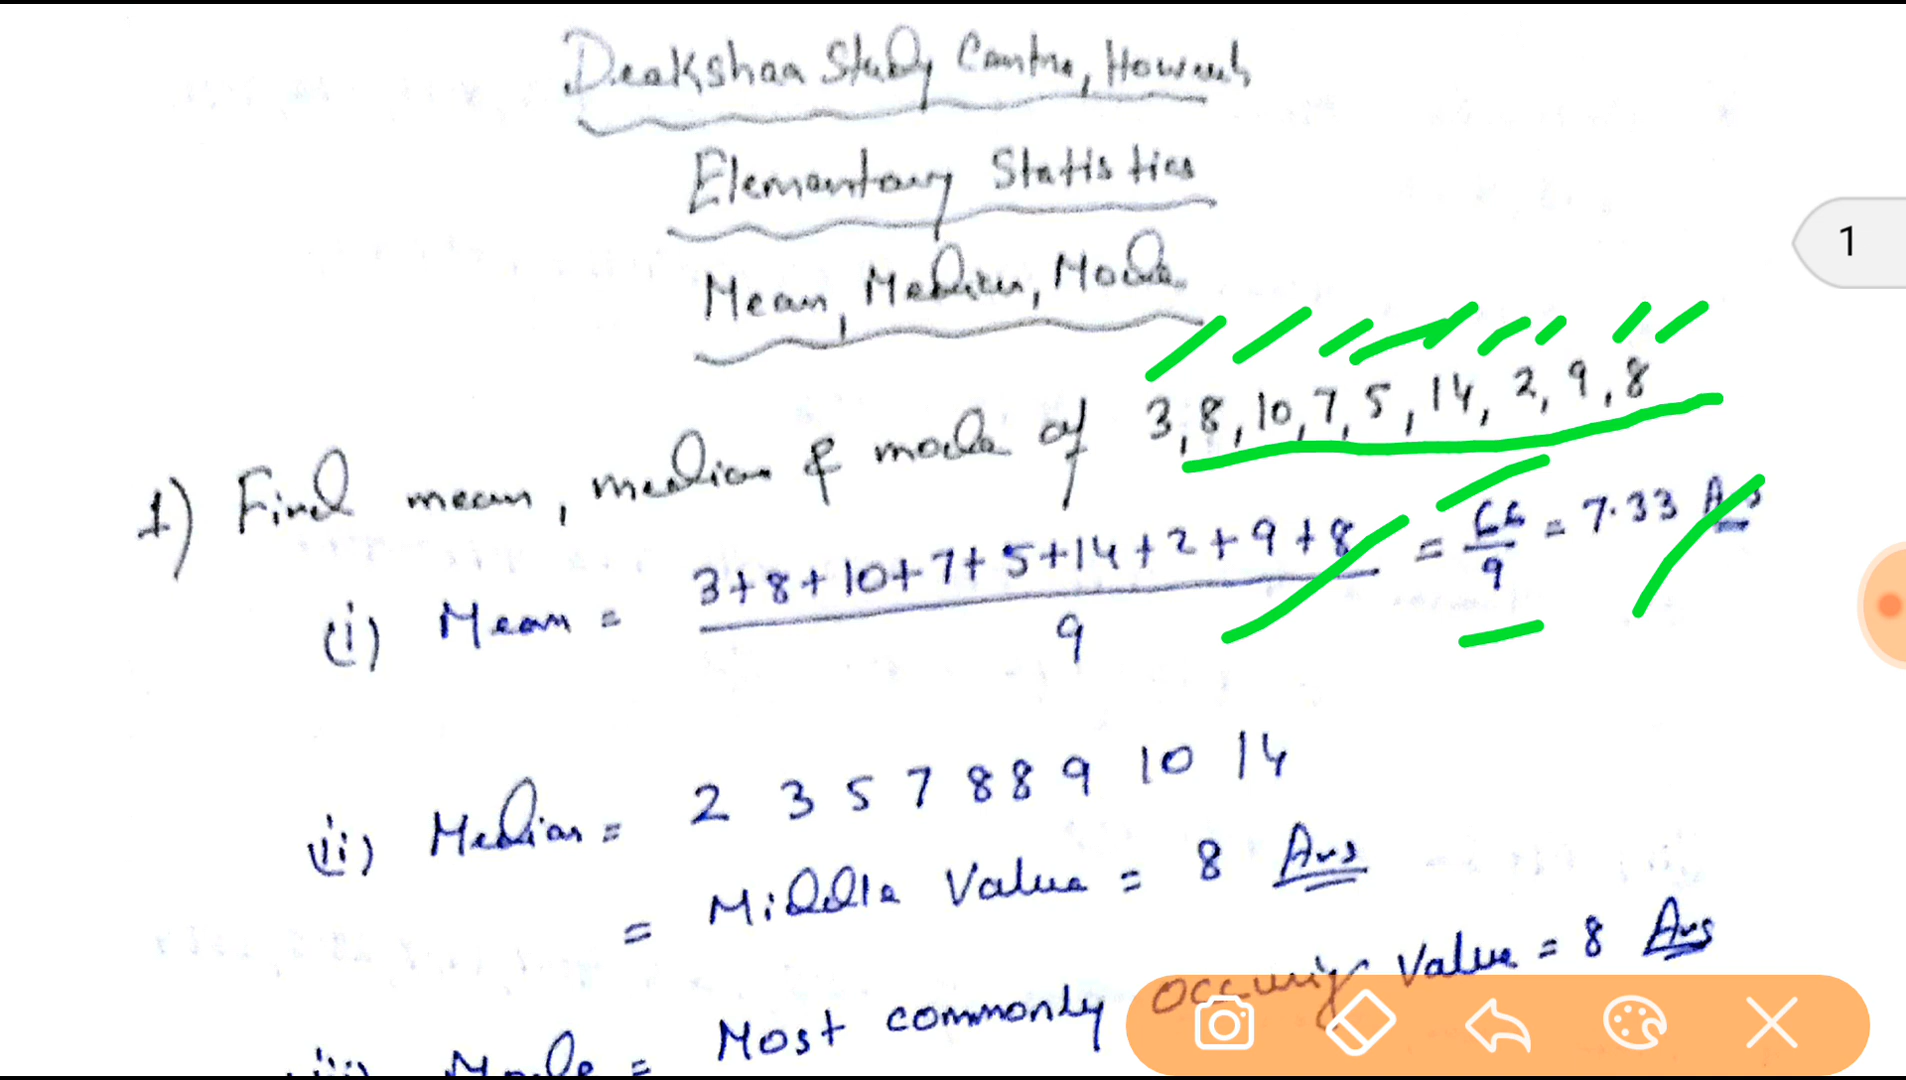 Deakshaa Study Centre, Howrah
Elementary Statistics
Mean, Median, Mode
1
1) Find mean, median & mode of 3,8,10,7,5,14,2,9,8
(i) Mean = 3+8+10+7+5+14+2+9+8 / 9 = 66/9 = 7.33 Ans
(ii) Median = 2 3 5 7 8 8 9 10 14
= Middle Value = 8 Ans
(iii) Mode = Most commonly occuring Value = 8 Ans